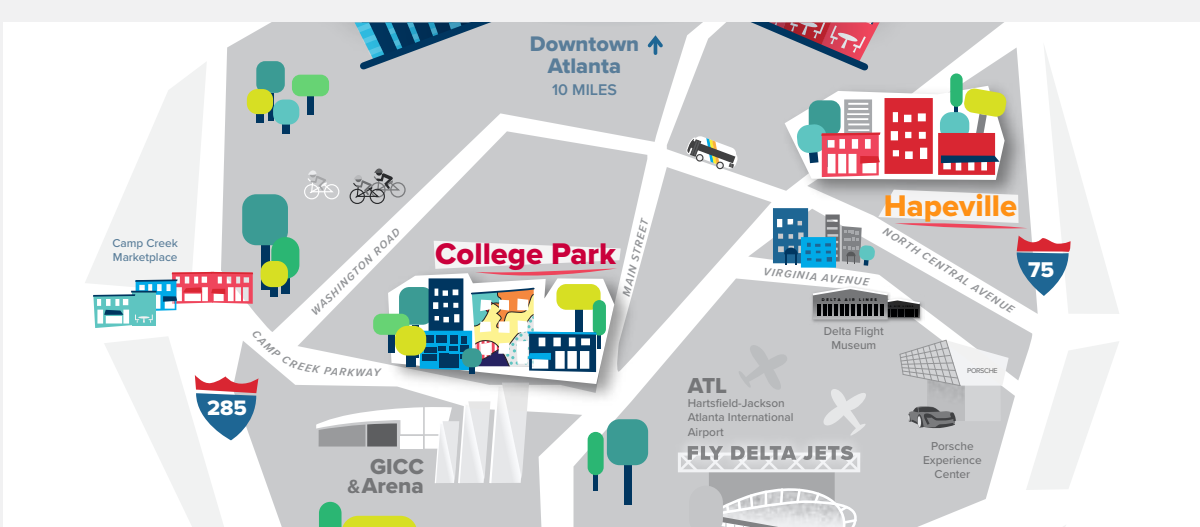 Downtown
Atlanta
10 MILES
Hapeville
Camp Creek
Marketplace
WASHINGTON ROAD
College Park
MAIN STREET
NORTH CENTRAL AVENUE
75
VIRGINIA AVENUE
DELTA AIR LINES
Delta Flight
Museum
CAMP CREEK PARKWAY
285
PORSCHE
ATL
Hartsfield-Jackson
Atlanta International
Airport
FLY DELTA JETS
GICC
&Arena
Porsche
Experience
Center